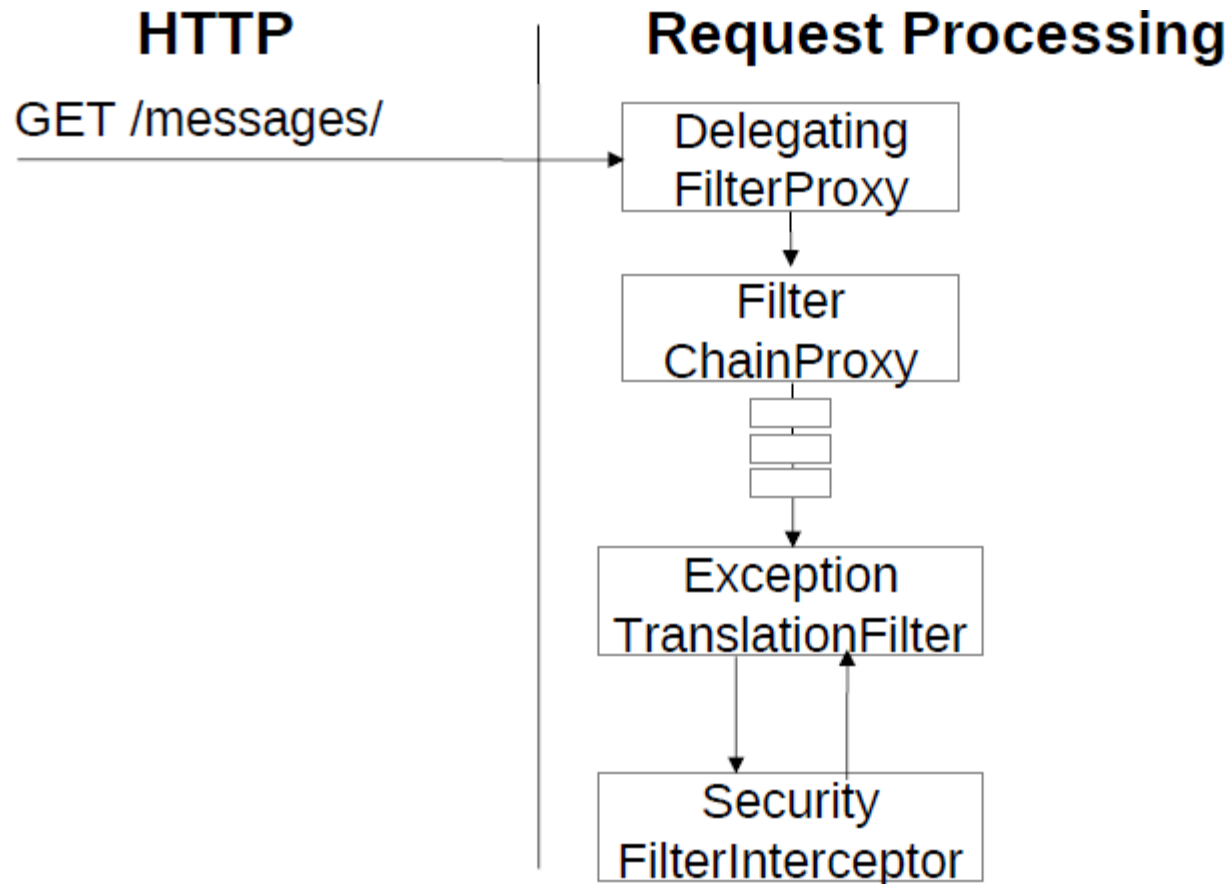 HTTP
Request Processing
GET /messages/
Delegating
FilterProxy
Filter
ChainProxy
Exception
TranslationFilter
Security
FilterInterceptor